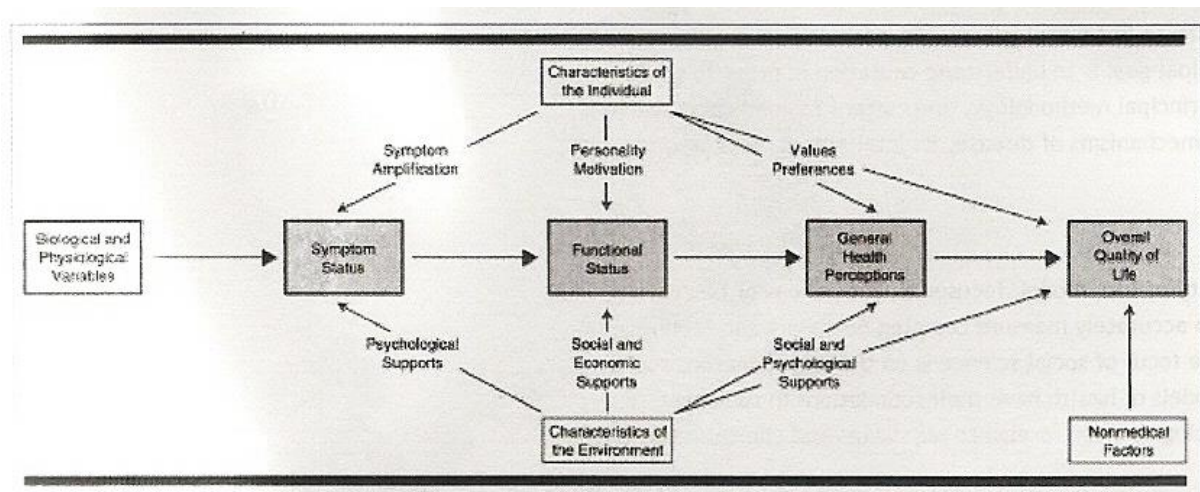 Characteristics of
the Individual
Symptom
Amplification
Personality
Motivation
Values
Preferences
Biological and
Physiological
Variables
Symptom
Status
Functional
Status
General
Health
Perceptions
Overall
Quality of
Life
Psychological
Supports
Social and
Economic
Supports
Social and
Psychological
Supports
Characteristics of
the Environment
Nonmedical
Factors